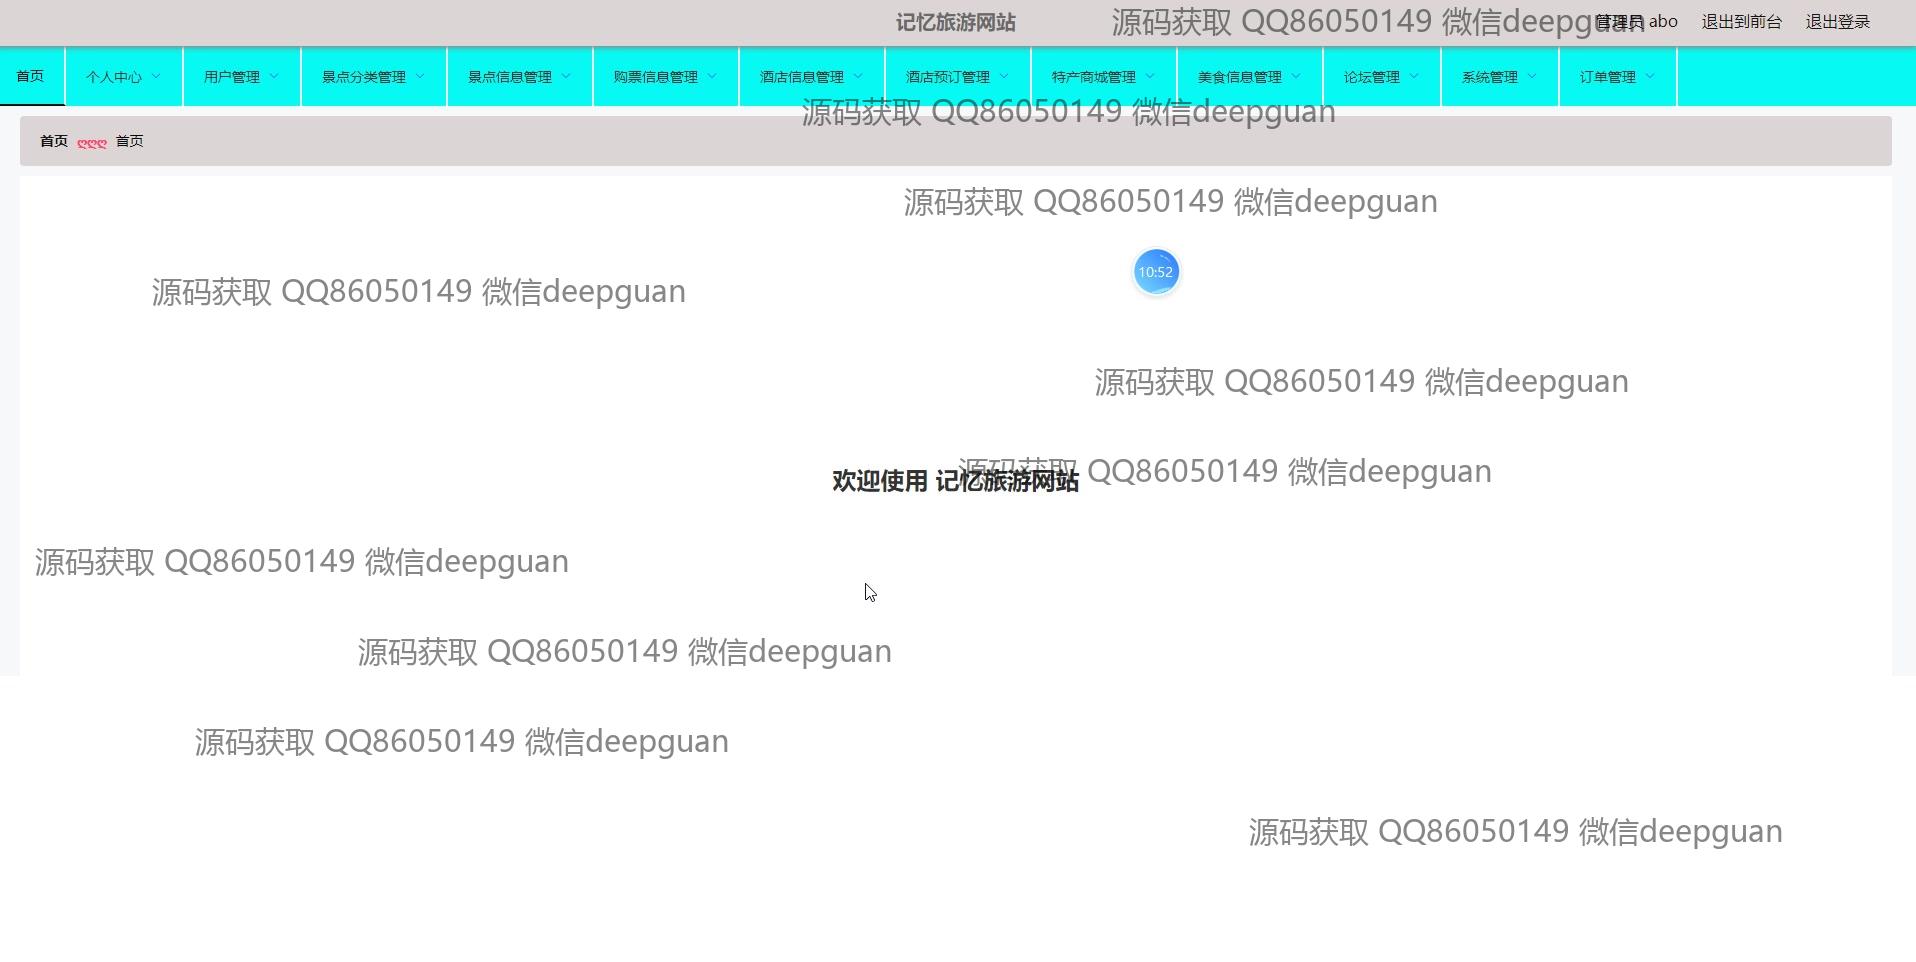 记忆旅游网站 源码获取 QQ86050149 微信deepguan 管理员 abo 退出到前台 退出登录
首页 个人中心 用户管理 景点分类管理 景点信息管理 购票信息管理 酒店信息管理 酒店预订管理 特产商城管理 美食信息管理 论坛管理 系统管理 订单管理
源码获取 QQ86050149 微信deepguan
首页 ღღღ 首页
源码获取 QQ86050149 微信deepguan
10:52
源码获取 QQ86050149 微信deepguan
源码获取 QQ86050149 微信deepguan
源码获取 QQ86050149 微信deepguan
欢迎使用 记忆旅游网站
源码获取 QQ86050149 微信deepguan
源码获取 QQ86050149 微信deepguan
源码获取 QQ86050149 微信deepguan
源码获取 QQ86050149 微信deepguan